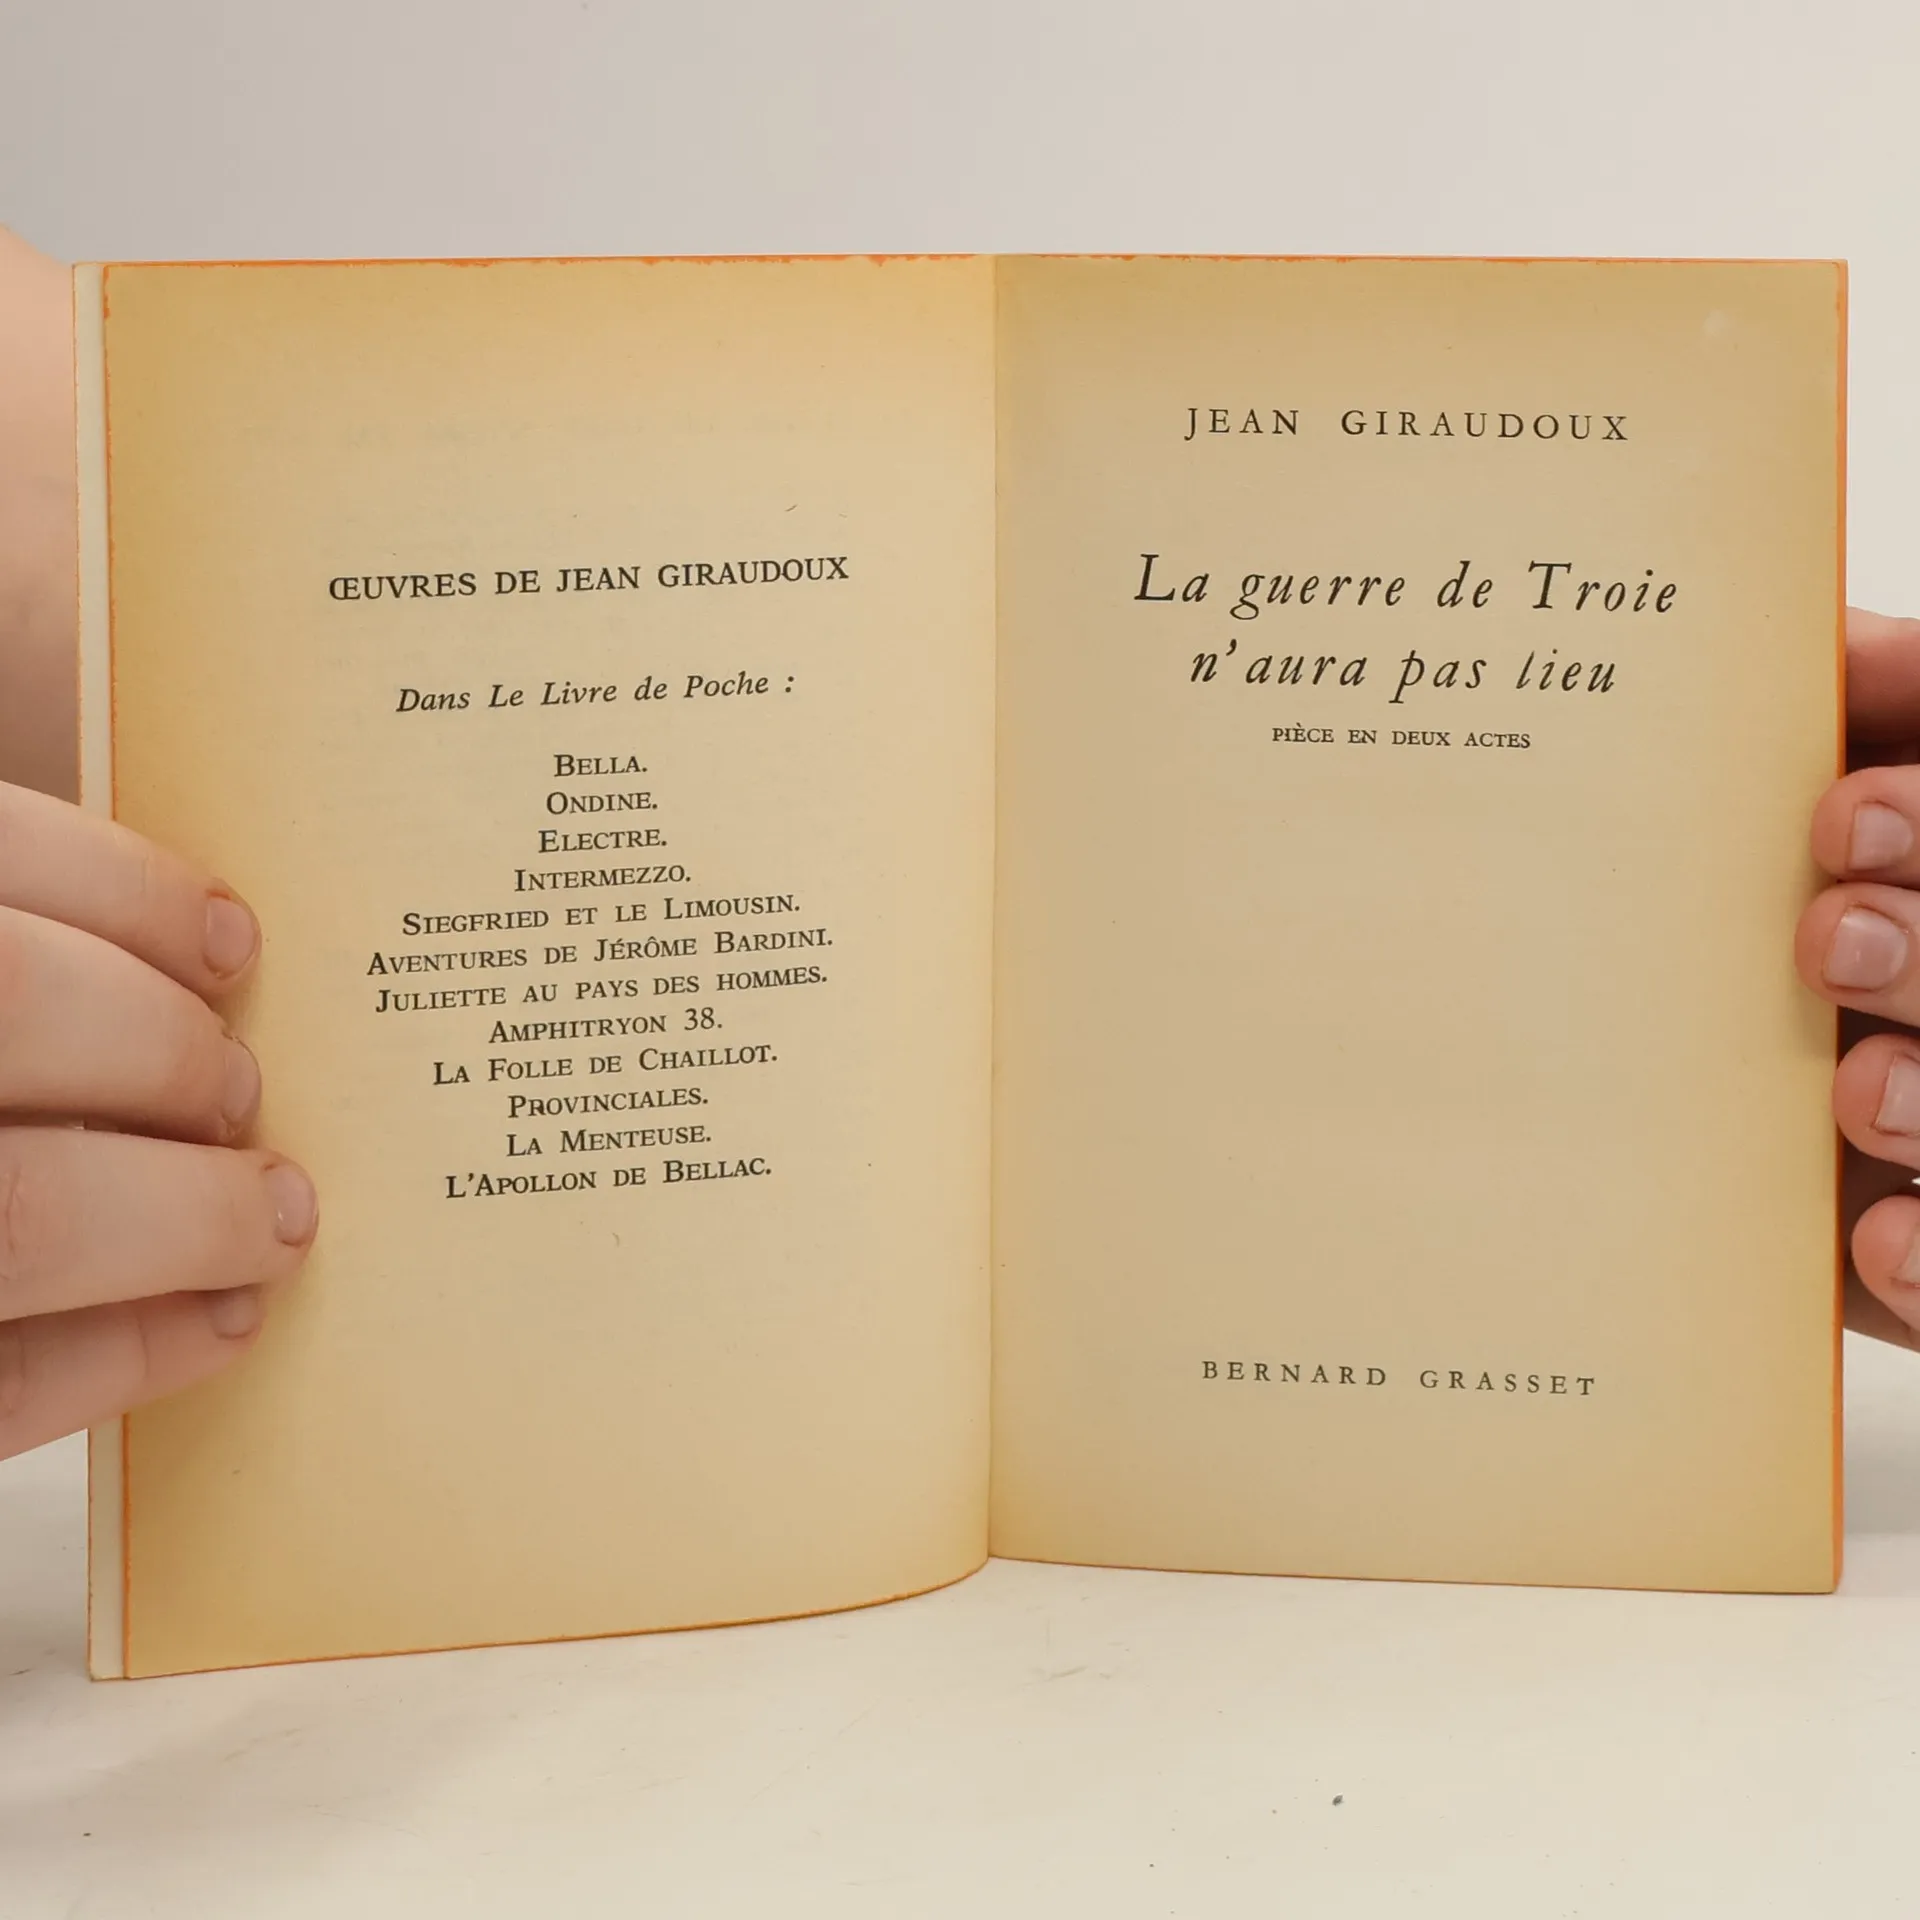 ŒUVRES DE JEAN GIRAUDOUX
Dans Le Livre de Poche :
BELLA.
ONDINE.
ELECTRE.
INTERMEZZO.
SIEGFRIED ET LE LIMOUSIN.
AVENTURES DE JÉRÔME BARDINI.
JULIETTE AU PAYS DES HOMMES.
AMPHITRYON 38.
LA FOLLE DE CHAILLOT.
PROVINCIALES.
LA MENTEUSE.
L'APOLLON DE BELLAC.
JEAN GIRAUDOUX
La guerre de Troie
n'aura pas lieu
PIÈCE EN DEUX ACTES
BERNARD GRASSET